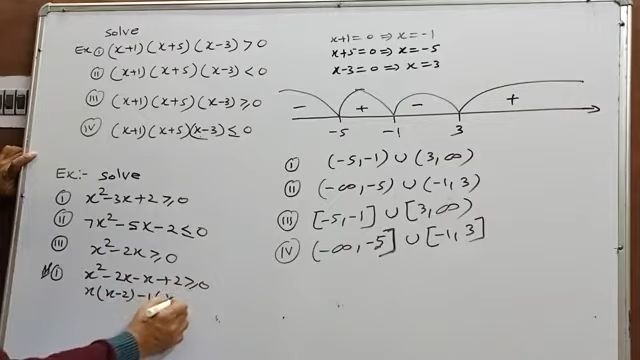 solve
Ex. (i) (x+1)(x+5)(x-3) > 0
(ii) (x+1)(x+5)(x-3) < 0
(iii) (x+1)(x+5)(x-3) ≥ 0
(iv) (x+1)(x+5)(x-3) ≤ 0
Ex:- solve
(i) x²-3x+2 ≥ 0
(ii) 7x²-5x-2 ≤ 0
(iii) x²-2x ≥ 0
(i) x²-2x-x+2 ≥ 0
x(x-2)-1(x
x+1=0 ⇒ x=-1
x+5=0 ⇒ x=-5
x-3=0 ⇒ x=3
- + - +
-5 -1 3
(i) (-5,-1) ∪ (3,∞)
(ii) (-∞,-5) ∪ (-1,3)
(iii) [-5,-1] ∪ [3,∞)
(iv) (-∞,-5] ∪ [-1,3]